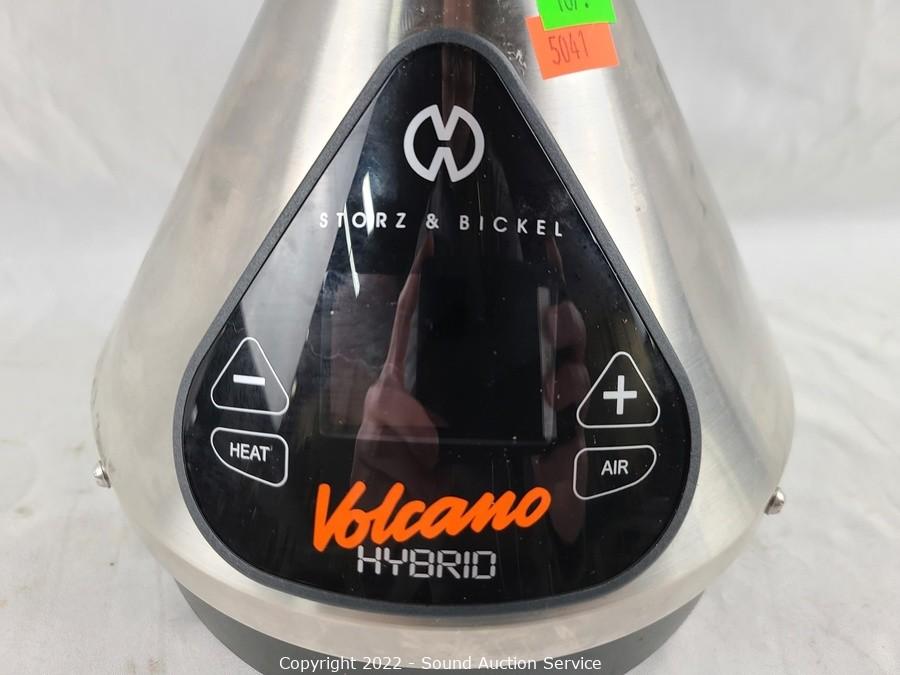 5041
STORZ & BICKEL
HEAT
AIR
Volcano
HYBRID
Copyright 2022 - Sound Auction Service